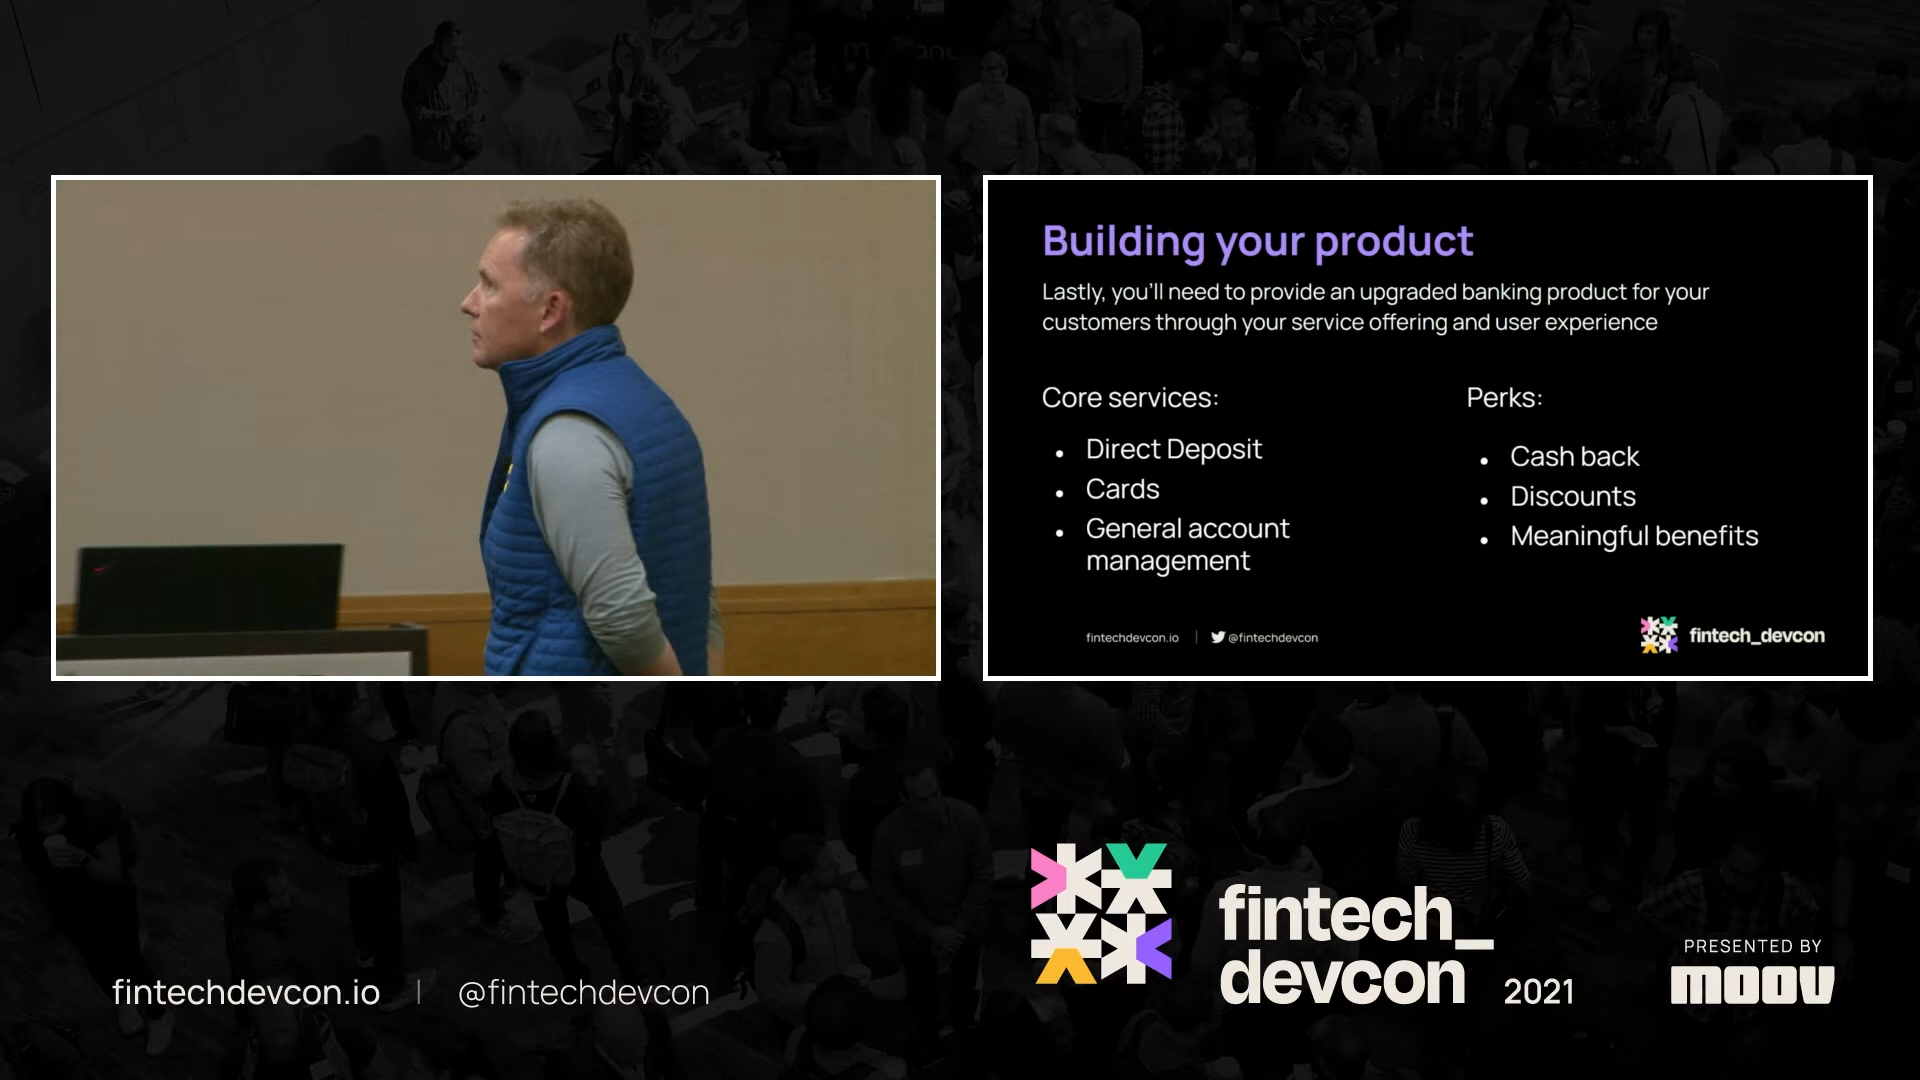 Building your product
Lastly, you'll need to provide an upgraded banking product for your
customers through your service offering and user experience
Core services:
• Direct Deposit
• Cards
• General account
management
Perks:
• Cash back
• Discounts
• Meaningful benefits
fintechdevcon.io | @fintechdevcon
fintech_devcon
fintechdevcon.io | @fintechdevcon
fintech_
devcon 2021
PRESENTED BY
moov